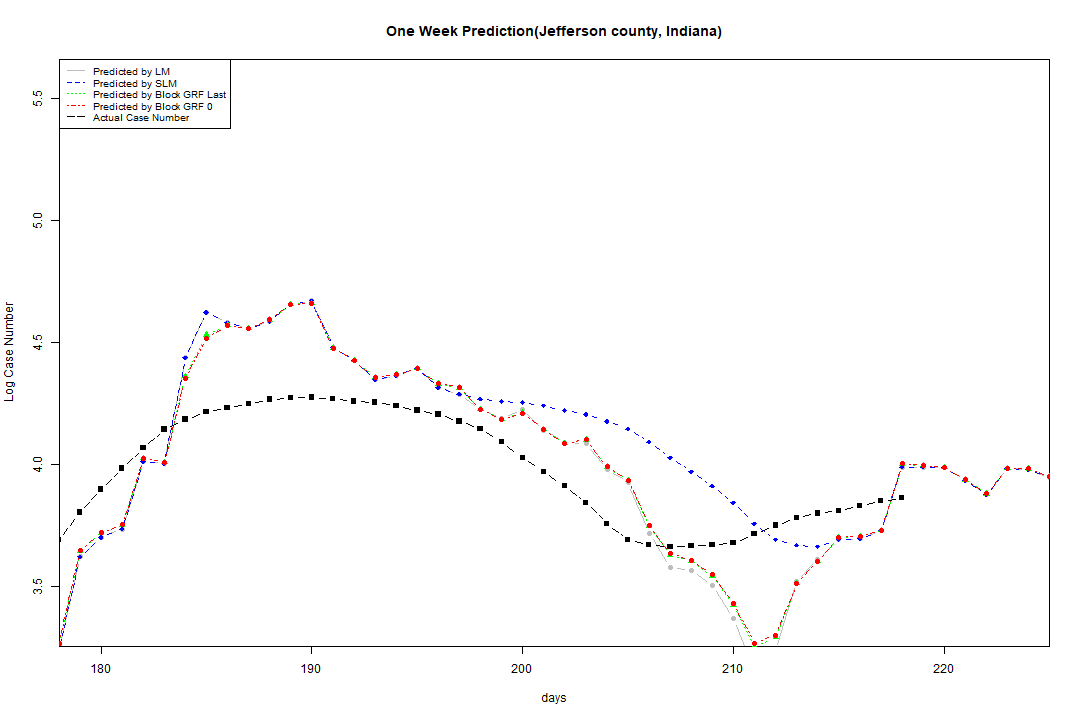 One Week Prediction(Jefferson county, Indiana)
Predicted by LM
Predicted by SLM
Predicted by Block GRF Last
Predicted by Block GRF 0
Actual Case Number
5.5
5.0
4.5
4.0
3.5
Log Case Number
180 190 200 210 220
days